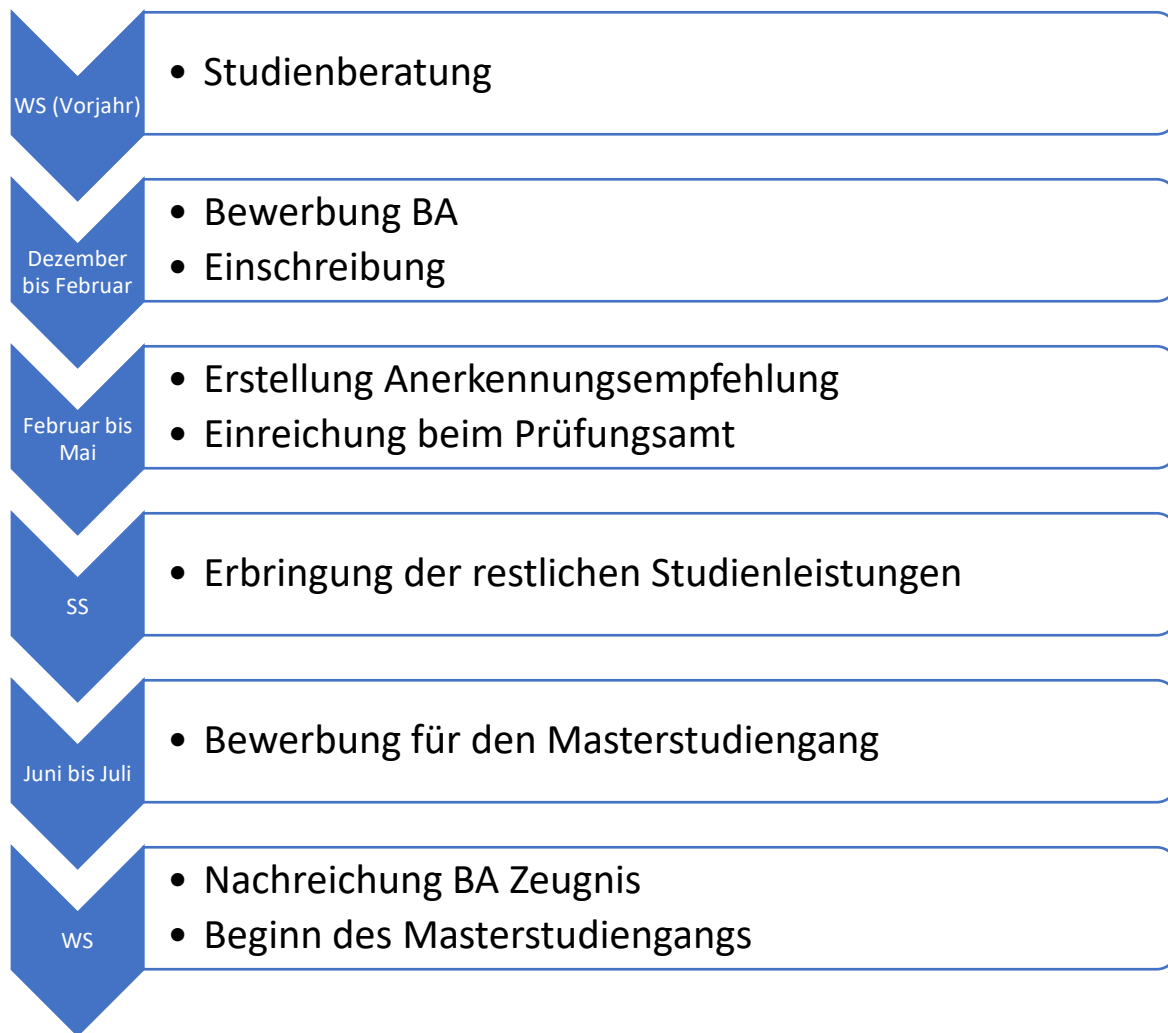 WS (Vorjahr)
• Studienberatung
Dezember
bis Februar
• Bewerbung BA
• Einschreibung
Februar bis
Mai
• Erstellung Anerkennungsempfehlung
• Einreichung beim Prüfungsamt
SS
• Erbringung der restlichen Studienleistungen
Juni bis Juli
• Bewerbung für den Masterstudiengang
WS
• Nachreichung BA Zeugnis
• Beginn des Masterstudiengangs